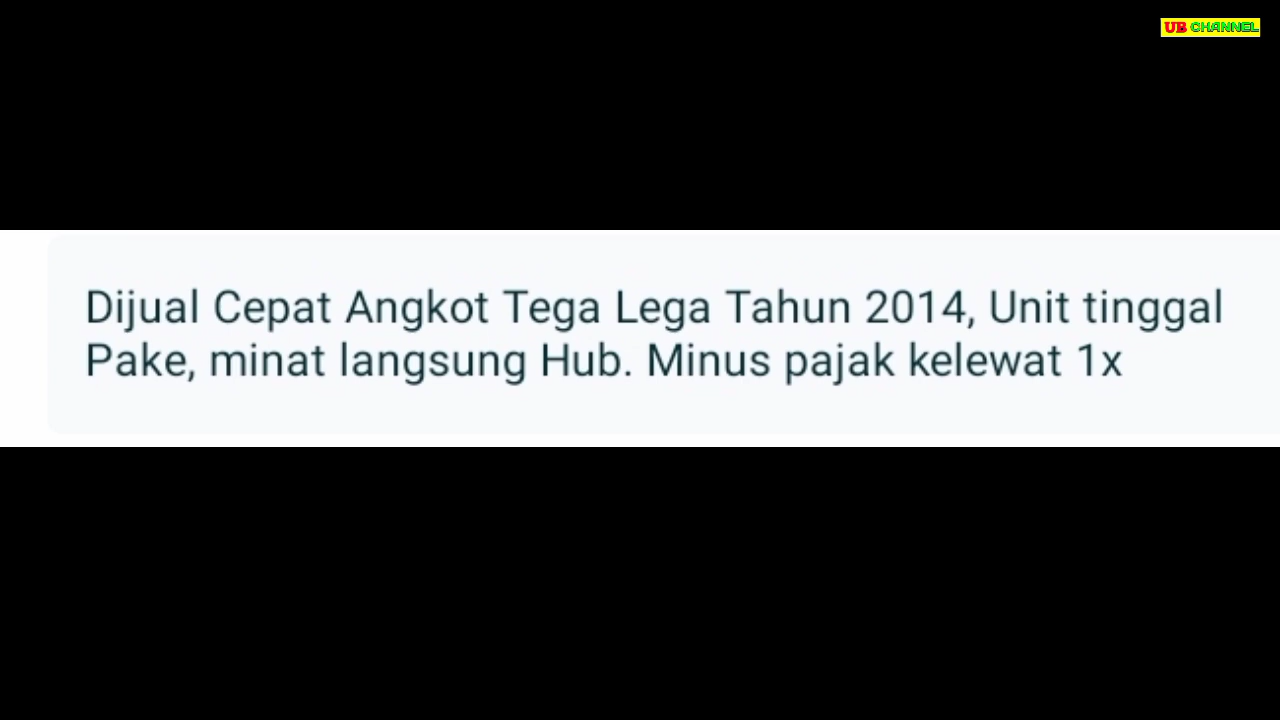 UB CHANNEL
Dijual Cepat Angkot Tega Lega Tahun 2014, Unit tinggal
Pake, minat langsung Hub. Minus pajak kelewat 1x